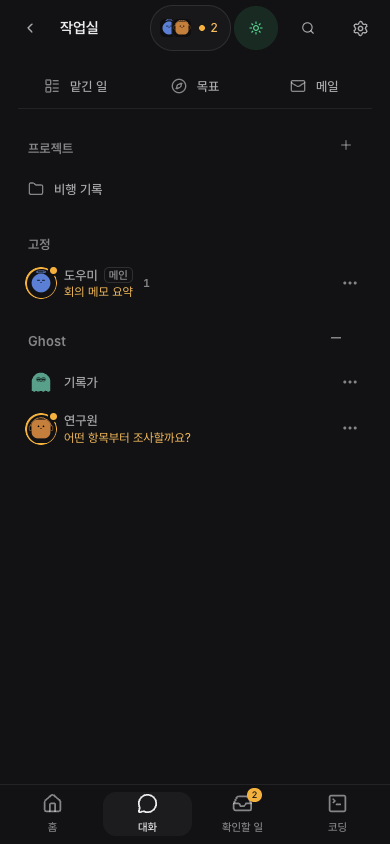 작업실
2
맡긴 일
목표
메일
프로젝트
비행 기록
고정
도우미 메인
회의 메모 요약 1
Ghost
기록가
연구원
어떤 항목부터 조사할까요?
2
홈
대화
확인할 일
코딩